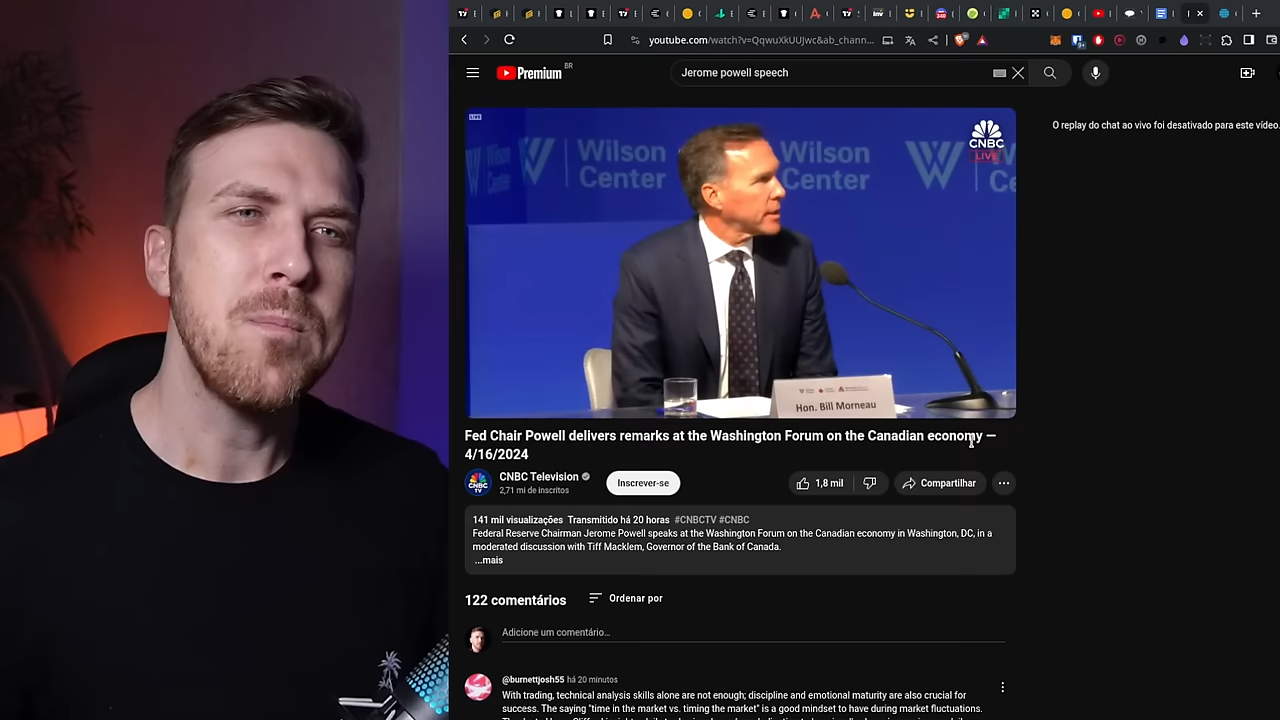 youtube.com/watch?v=QqwuXkUUJwc&ab_chann...
Premium BR
Jerome powell speech
LIVE
Wilson Center
Wilson Center
CNBC
LIVE
Hon. Bill Morneau
O replay do chat ao vivo foi desativado para este vídeo.
Fed Chair Powell delivers remarks at the Washington Forum on the Canadian economy —
4/16/2024
CNBC Television
2,71 mi de inscritos
Inscrever-se
1,8 mil
Compartilhar
141 mil visualizações Transmitido há 20 horas #CNBCTV #CNBC
Federal Reserve Chairman Jerome Powell speaks at the Washington Forum on the Canadian economy in Washington, DC, in a
moderated discussion with Tiff Macklem, Governor of the Bank of Canada.
...mais
122 comentários
Ordenar por
Adicione um comentário...
@burnettjosh55 há 20 minutos
With trading, technical analysis skills alone are not enough; discipline and emotional maturity are also crucial for
success. The saying "time in the market vs. timing the market" is a good mindset to have during market fluctuations.